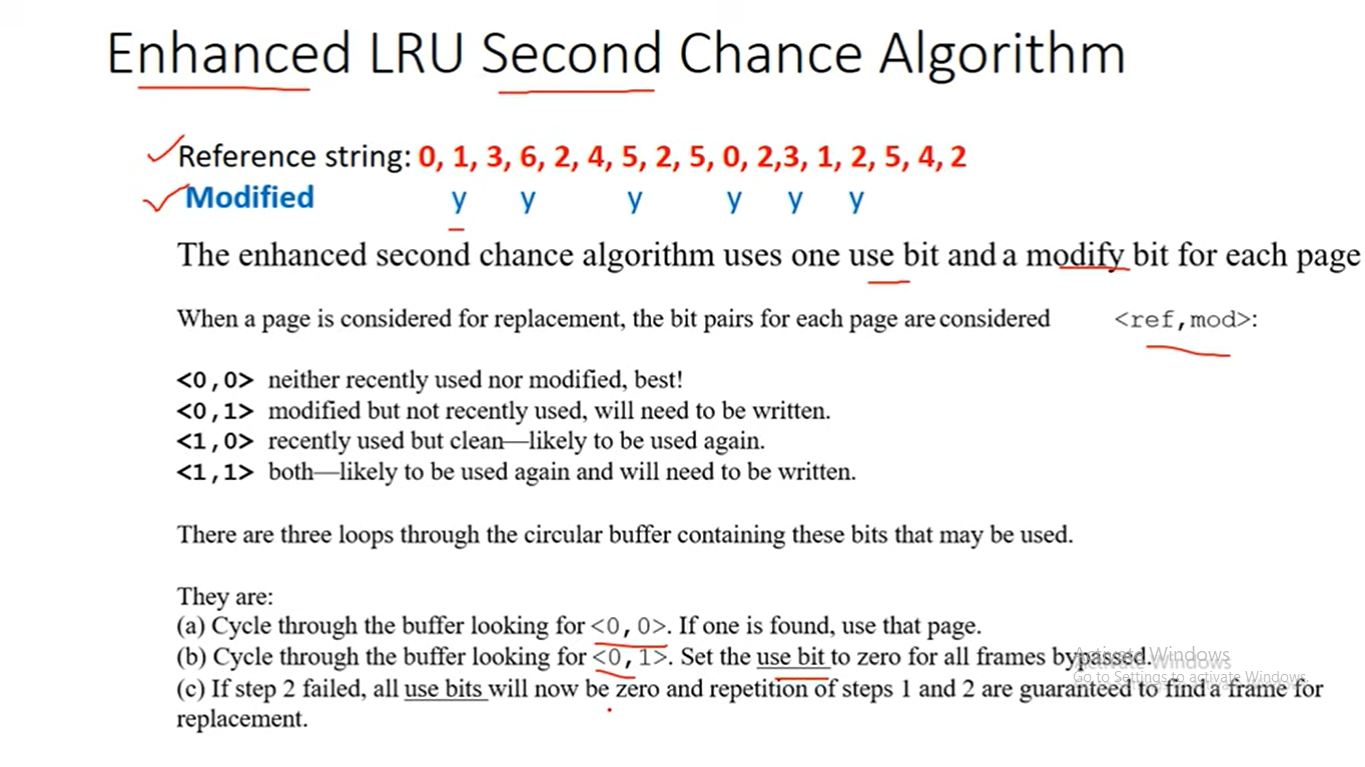 Enhanced LRU Second Chance Algorithm
Reference string: 0, 1, 3, 6, 2, 4, 5, 2, 5, 0, 2,3, 1, 2, 5, 4, 2
Modified y y y y y y
The enhanced second chance algorithm uses one use bit and a modify bit for each page
When a page is considered for replacement, the bit pairs for each page are considered <ref,mod>:
<0,0> neither recently used nor modified, best!
<0,1> modified but not recently used, will need to be written.
<1,0> recently used but clean—likely to be used again.
<1,1> both—likely to be used again and will need to be written.
There are three loops through the circular buffer containing these bits that may be used.
They are:
(a) Cycle through the buffer looking for <0,0>. If one is found, use that page.
(b) Cycle through the buffer looking for <0,1>. Set the use bit to zero for all frames bypassed.
Activate Windows
Go to Settings to activate Windows.
(c) If step 2 failed, all use bits will now be zero and repetition of steps 1 and 2 are guaranteed to find a frame for
replacement.